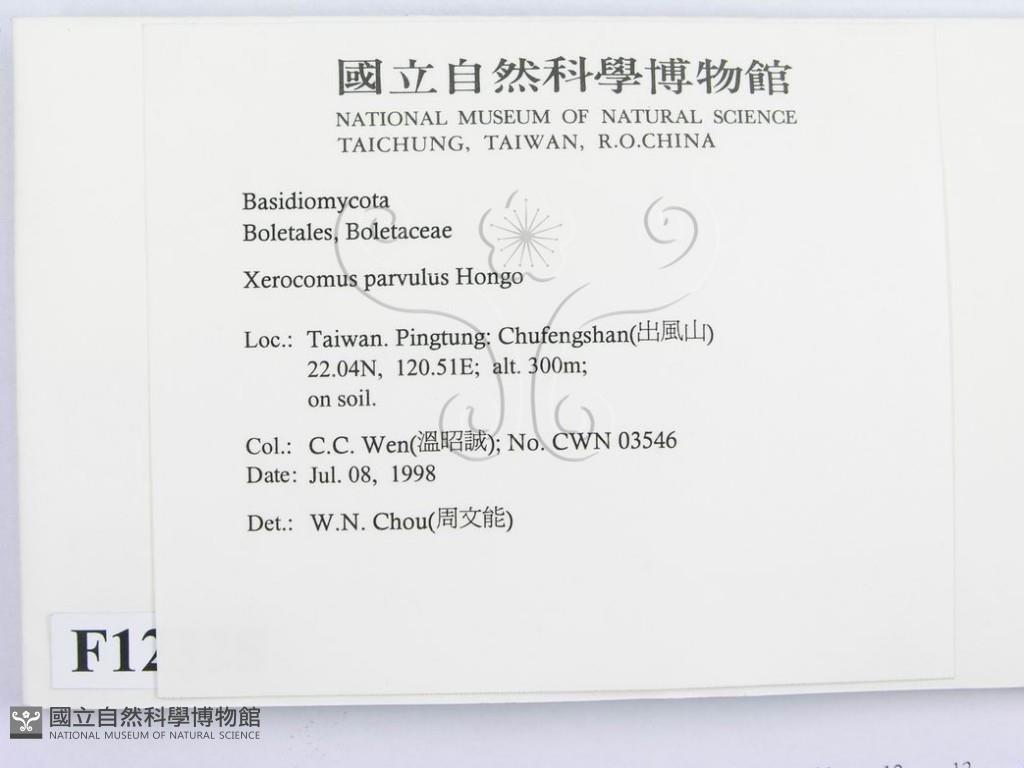 國立自然科學博物館
NATIONAL MUSEUM OF NATURAL SCIENCE
TAICHUNG, TAIWAN, R.O.CHINA
Basidiomycota
Boletales, Boletaceae
Xerocomus parvulus Hongo
Loc.: Taiwan. Pingtung: Chufengshan(出風山)
22.04N, 120.51E; alt. 300m;
on soil.
Col.: C.C. Wen(溫昭誠); No. CWN 03546
Date: Jul. 08, 1998
Det.: W.N. Chou(周文能)
國立自然科學博物館
NATIONAL MUSEUM OF NATURAL SCIENCE